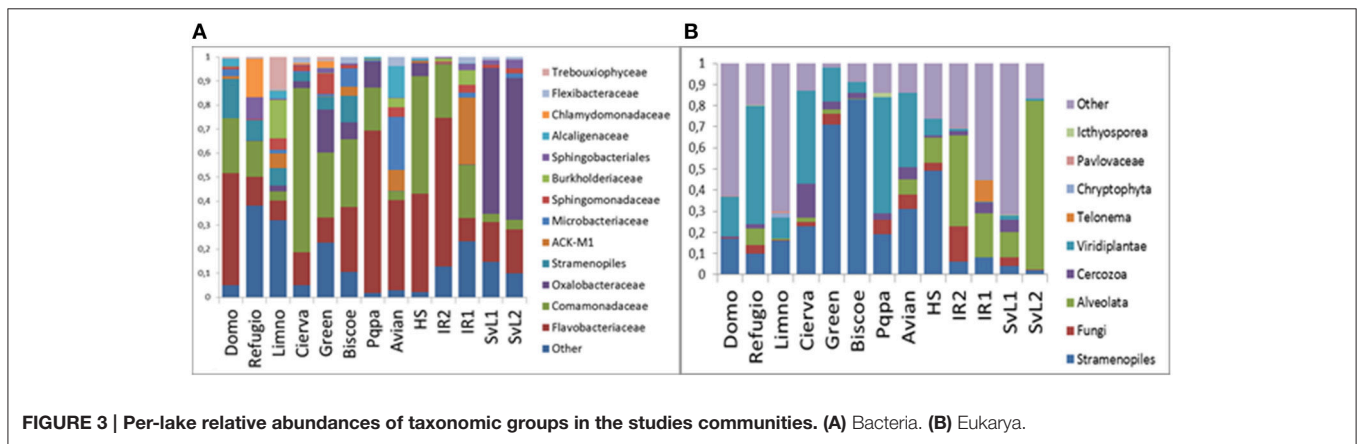 A
1
0,9
0,8
0,7
0,6
0,5
0,4
0,3
0,2
0,1
0
Domo
Refugio
Limno
Cierva
Green
Biscoe
Pqpa
Avian
HS
IR2
IR1
SvL1
SvL2
Trebouxiophyceae
Flexibacteraceae
Chlamydomonadaceae
Alcaligenaceae
Sphingobacteriales
Burkholderiaceae
Sphingomonadaceae
Microbacteriaceae
ACK-M1
Stramenopiles
Oxalobacteraceae
Comamonadaceae
Flavobacteriaceae
Other
B
1
0,9
0,8
0,7
0,6
0,5
0,4
0,3
0,2
0,1
0
Domo
Refugio
Limno
Cierva
Green
Biscoe
Pqpa
Avian
HS
IR2
IR1
SvL1
SvL2
Other
Icthyosporea
Pavlovaceae
Chryptophyta
Telonema
Viridiplantae
Cercozoa
Alveolata
Fungi
Stramenopiles
FIGURE 3 | Per-lake relative abundances of taxonomic groups in the studies communities. (A) Bacteria. (B) Eukarya.